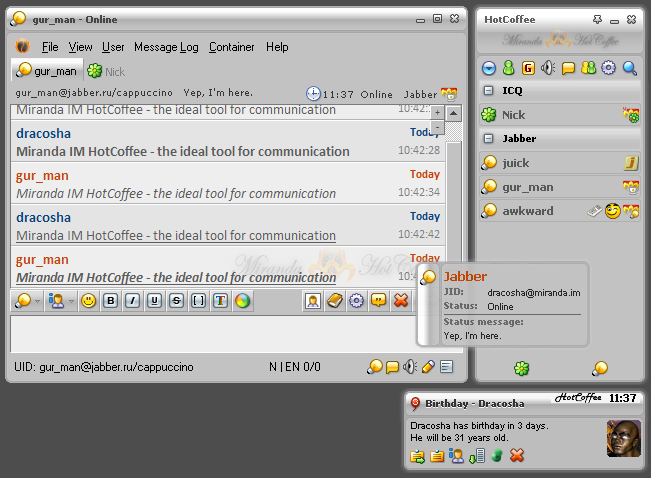 gur_man - Online
File View User Message Log Container Help
gur_man Nick
gur_man@jabber.ru/cappuccino Yep, I'm here. 11:37 Online Jabber
Miranda IM HotCoffee - the ideal tool for communication
dracosha Today
Miranda IM HotCoffee - the ideal tool for communication 10:42:28
gur_man Today
Miranda IM HotCoffee - the ideal tool for communication 10:42:34
dracosha Today
Miranda IM HotCoffee - the ideal tool for communication 10:42:42
gur_man Today
Miranda IM HotCoffee - the ideal tool for communication
Miranda Hot Coffee
B I U S [ ] T
UID: gur_man@jabber.ru/cappuccino N | EN 0/0
HotCoffee
Miranda Hot Coffee
ICQ
Nick
Jabber
juick
gur_man
awkward
Jabber
JID: dracosha@miranda.im
Status: Online
Status message:
Yep, I'm here.
Birthday - Dracosha HotCoffee 11:37
Dracosha has birthday in 3 days.
He will be 31 years old.